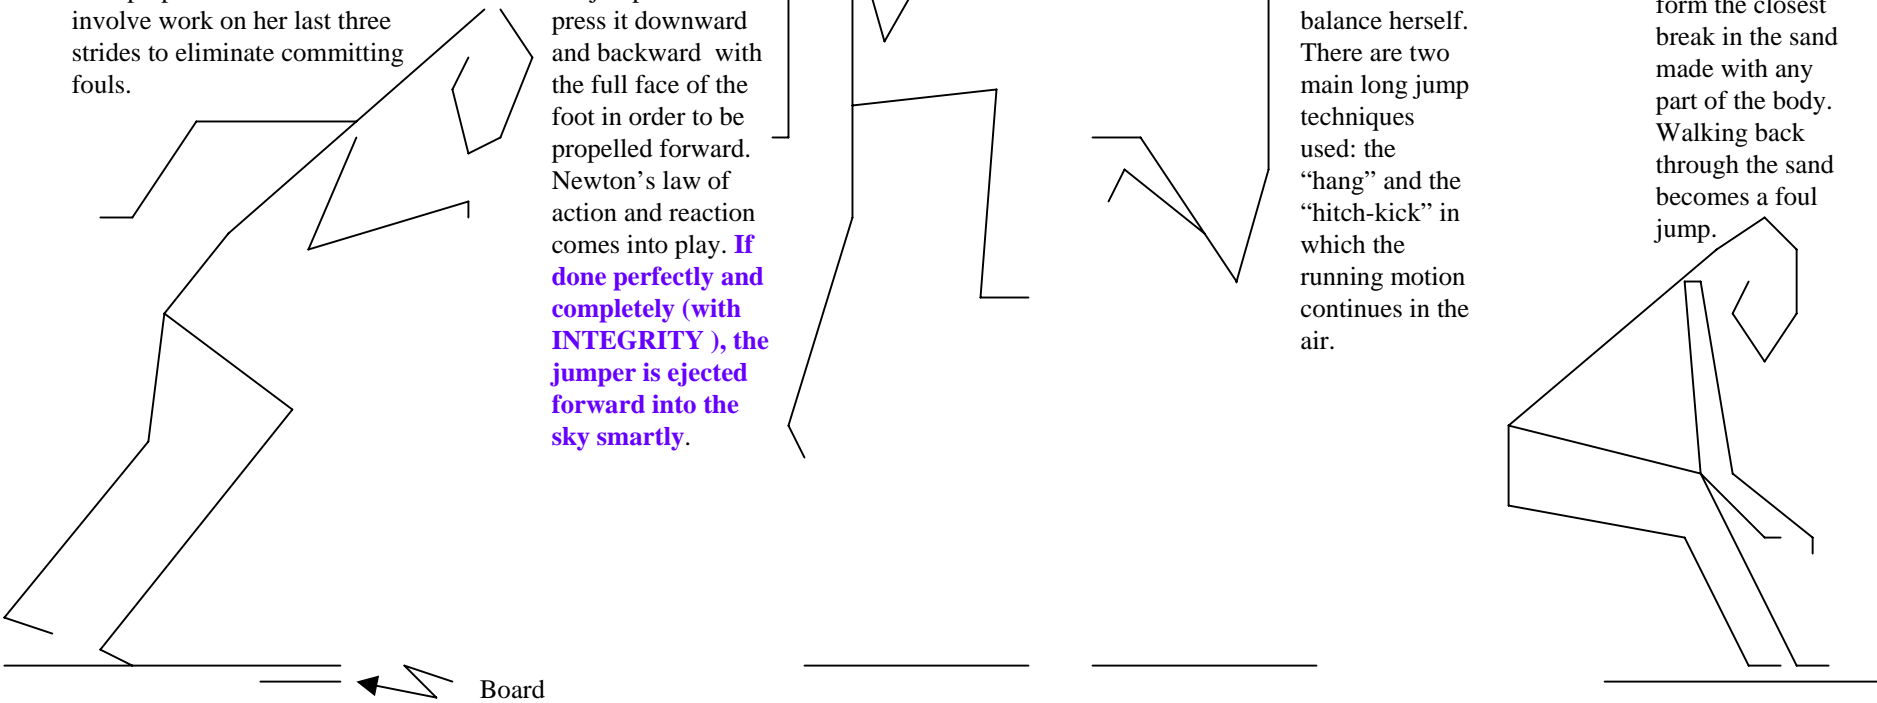 involve work on her last three
strides to eliminate committing
fouls.
press it downward
and backward with
the full face of the
foot in order to be
propelled forward.
Newton’s law of
action and reaction
comes into play. If
done perfectly and
completely (with
INTEGRITY ), the
jumper is ejected
forward into the
sky smartly.
balance herself.
There are two
main long jump
techniques
used: the
“hang” and the
“hitch-kick” in
which the
running motion
continues in the
air.
form the closest
break in the sand
made with any
part of the body.
Walking back
through the sand
becomes a foul
jump.
Board